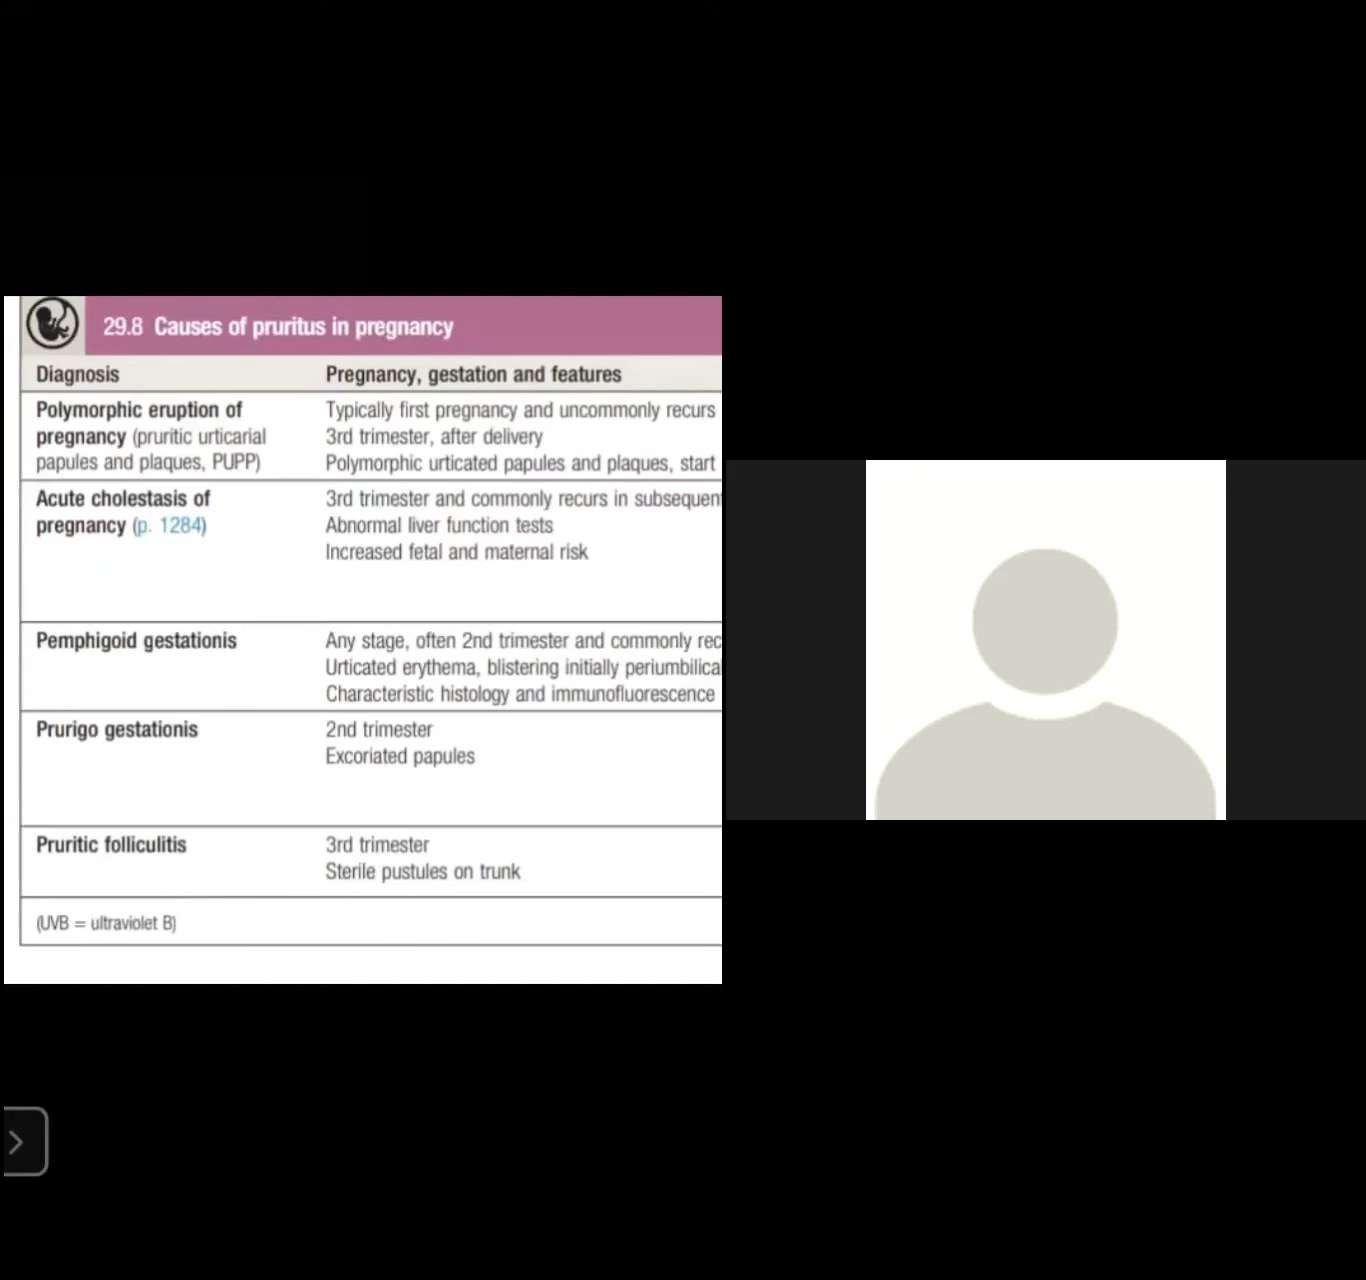 29.8 Causes of pruritus in pregnancy
Diagnosis
Pregnancy, gestation and features
Polymorphic eruption of
pregnancy (pruritic urticarial
papules and plaques, PUPP)
Typically first pregnancy and uncommonly recurs
3rd trimester, after delivery
Polymorphic urticated papules and plaques, start
Acute cholestasis of
pregnancy (p. 1284)
3rd trimester and commonly recurs in subsequent
Abnormal liver function tests
Increased fetal and maternal risk
Pemphigoid gestationis
Any stage, often 2nd trimester and commonly rec
Urticated erythema, blistering initially periumbilica
Characteristic histology and immunofluorescence
Prurigo gestationis
2nd trimester
Excoriated papules
Pruritic folliculitis
3rd trimester
Sterile pustules on trunk
(UVB = ultraviolet B)